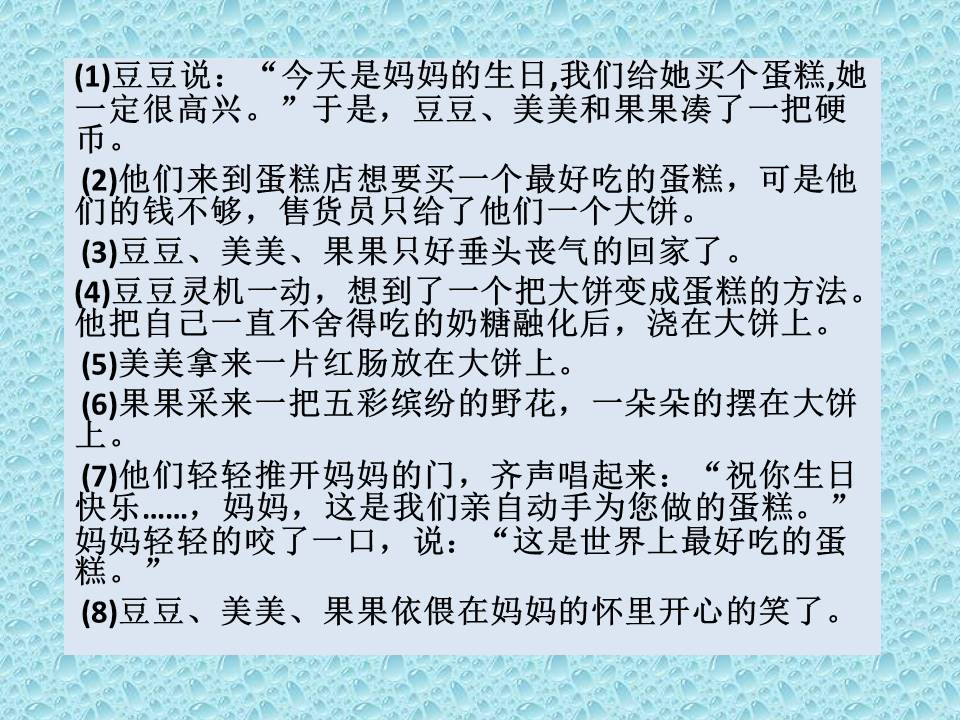 (1)豆豆说：“今天是妈妈的生日,我们给她买个蛋糕,她
一定很高兴。”于是，豆豆、美美和果果凑了一把硬
币。
(2)他们来到蛋糕店想要买一个最好吃的蛋糕，可是他
们的钱不够，售货员只给了他们一个大饼。
(3)豆豆、美美、果果只好垂头丧气的回家了。
(4)豆豆灵机一动，想到了一个把大饼变成蛋糕的方法。
他把自己一直不舍得吃的奶糖融化后，浇在大饼上。
(5)美美拿来一片红肠放在大饼上。
(6)果果采来一把五彩缤纷的野花，一朵朵的摆在大饼
上。
(7)他们轻轻推开妈妈的门，齐声唱起来：“祝你生日
快乐……，妈妈，这是我们亲自动手为您做的蛋糕。”
妈妈轻轻的咬了一口，说：“这是世界上最好吃的蛋
糕。”
(8)豆豆、美美、果果依偎在妈妈的怀里开心的笑了。